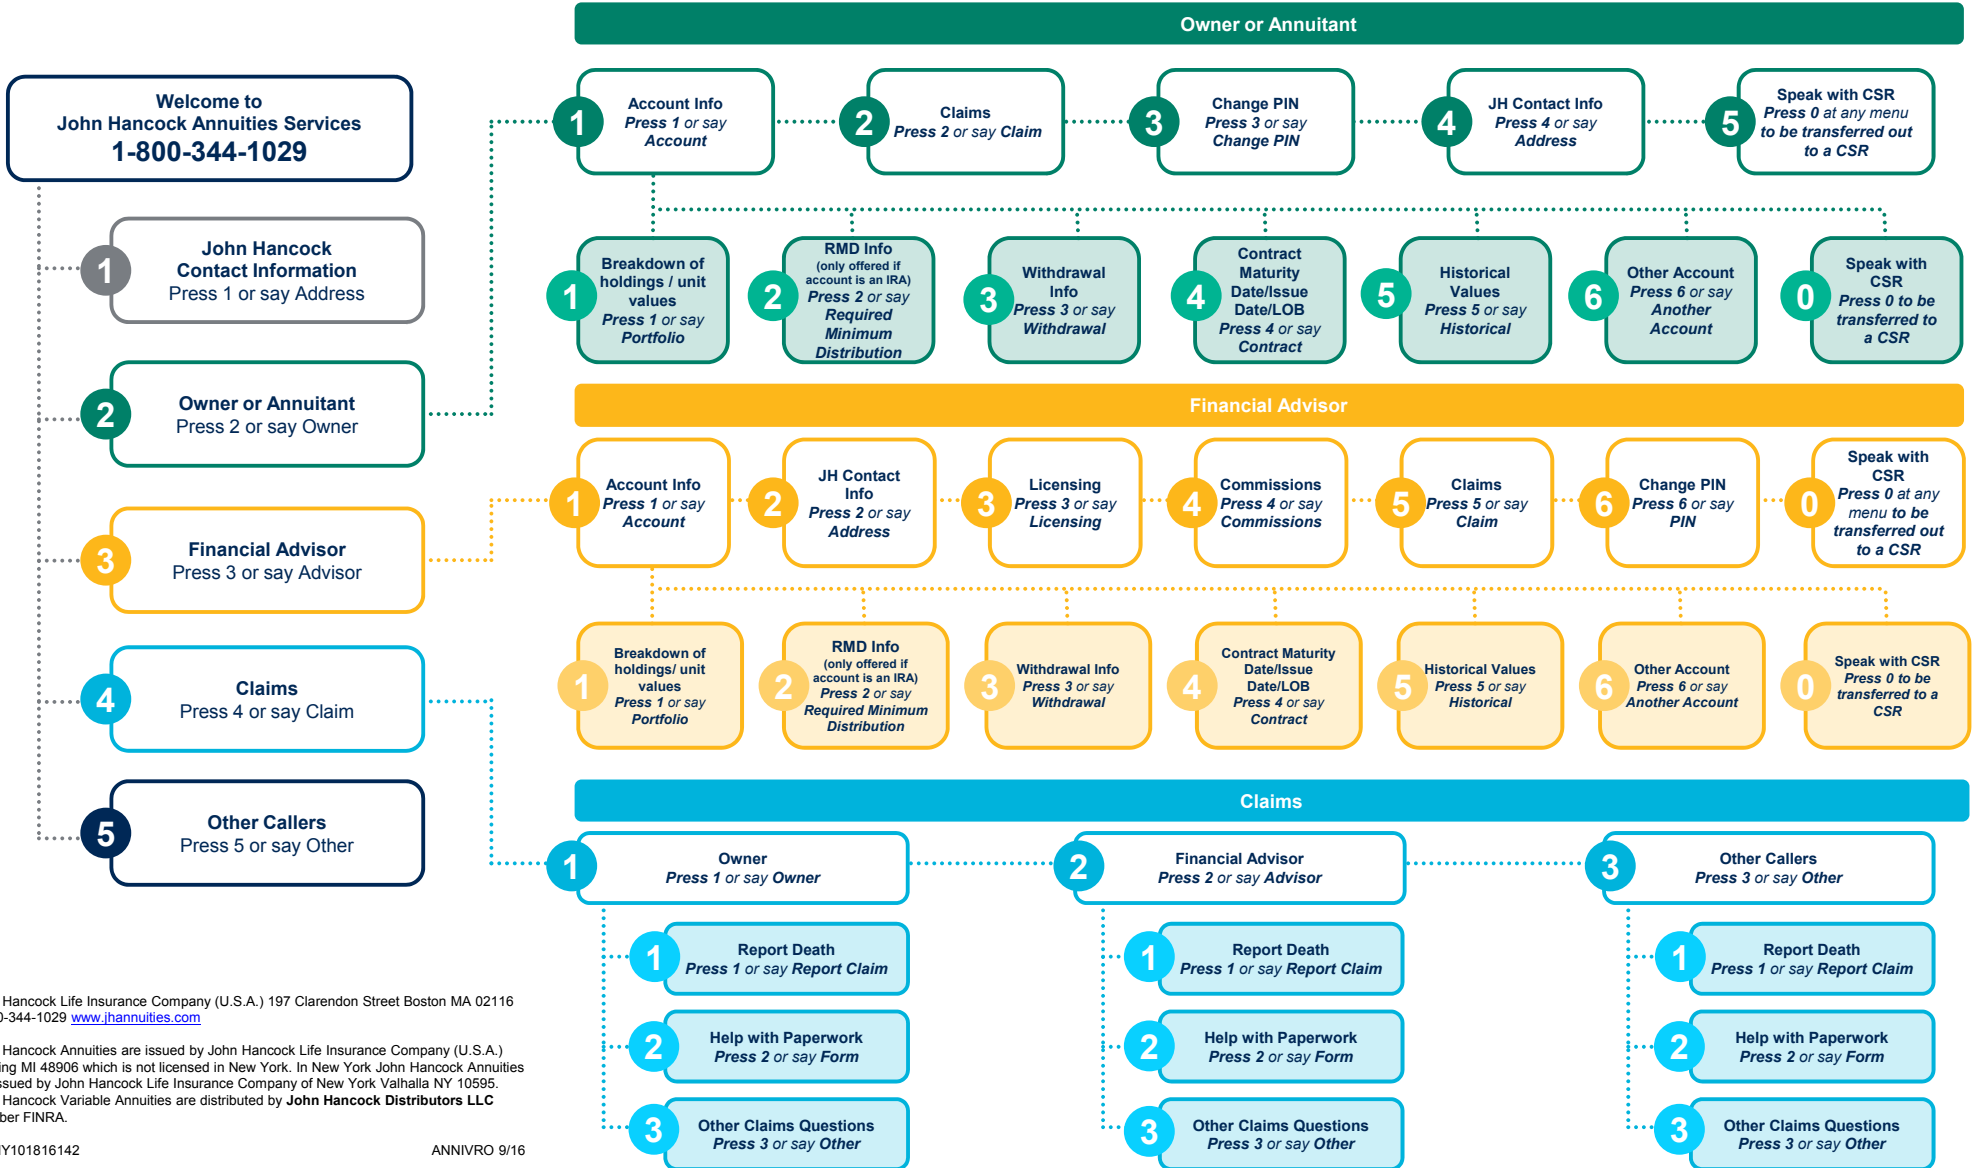 Welcome to
John Hancock Annuities Services
1-800-344-1029
1
John Hancock
Contact Information
Press 1 or say Address
2
Owner or Annuitant
Press 2 or say Owner
3
Financial Advisor
Press 3 or say Advisor
4
Claims
Press 4 or say Claim
5
Other Callers
Press 5 or say Other
Owner or Annuitant
1
Account Info
Press 1 or say
Account
2
Claims
Press 2 or say Claim
3
Change PIN
Press 3 or say
Change PIN
4
JH Contact Info
Press 4 or say
Address
5
Speak with CSR
Press 0 at any menu
to be transferred out
to a CSR
1
Breakdown of
holdings / unit
values
Press 1 or say
Portfolio
2
RMD Info
(only offered if
account is an IRA)
Press 2 or say
Required
Minimum
Distribution
3
Withdrawal
Info
Press 3 or say
Withdrawal
4
Contract
Maturity
Date/Issue
Date/LOB
Press 4 or say
Contract
5
Historical
Values
Press 5 or say
Historical
6
Other Account
Press 6 or say
Another
Account
0
Speak with
CSR
Press 0 to be
transferred to
a CSR
Financial Advisor
1
Account Info
Press 1 or say
Account
2
JH Contact
Info
Press 2 or say
Address
3
Licensing
Press 3 or say
Licensing
4
Commissions
Press 4 or say
Commissions
5
Claims
Press 5 or say
Claim
6
Change PIN
Press 6 or say
PIN
0
Speak with
CSR
Press 0 at any
menu to be
transferred out
to a CSR
1
Breakdown of
holdings/ unit
values
Press 1 or say
Portfolio
2
RMD Info
(only offered if
account is an IRA)
Press 2 or say
Required Minimum
Distribution
3
Withdrawal Info
Press 3 or say
Withdrawal
4
Contract Maturity
Date/Issue
Date/LOB
Press 4 or say
Contract
5
Historical Values
Press 5 or say
Historical
6
Other Account
Press 6 or say
Another Account
0
Speak with CSR
Press 0 to be
transferred to a
CSR
Claims
1
Owner
Press 1 or say Owner
1
Report Death
Press 1 or say Report Claim
2
Help with Paperwork
Press 2 or say Form
3
Other Claims Questions
Press 3 or say Other
2
Financial Advisor
Press 2 or say Advisor
1
Report Death
Press 1 or say Report Claim
2
Help with Paperwork
Press 2 or say Form
3
Other Claims Questions
Press 3 or say Other
3
Other Callers
Press 3 or say Other
1
Report Death
Press 1 or say Report Claim
2
Help with Paperwork
Press 2 or say Form
3
Other Claims Questions
Press 3 or say Other
Hancock Life Insurance Company (U.S.A.) 197 Clarendon Street Boston MA 02116
0-344-1029 www.jhannuities.com
Hancock Annuities are issued by John Hancock Life Insurance Company (U.S.A.)
ing MI 48906 which is not licensed in New York. In New York John Hancock Annuities
ssued by John Hancock Life Insurance Company of New York Valhalla NY 10595.
Hancock Variable Annuities are distributed by John Hancock Distributors LLC
ber FINRA.
IY101816142
ANNIVRO 9/16